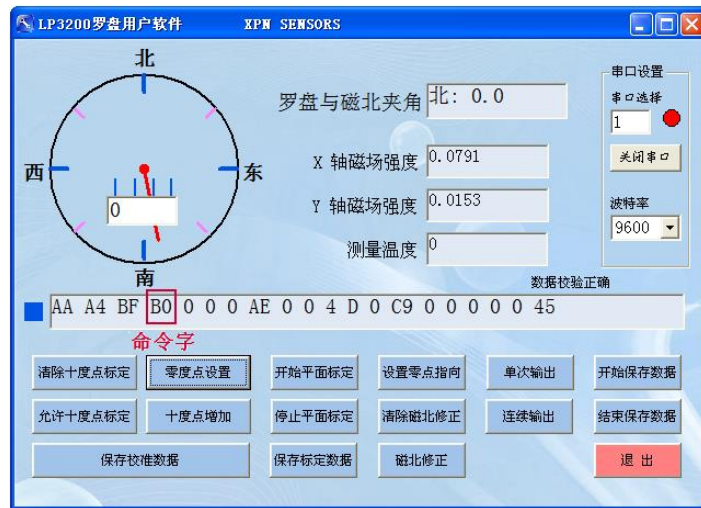 LP3200罗盘用户软件 XPN SENSORS
北
西
东
南
0
罗盘与磁北夹角 北: 0.0
X 轴磁场强度 0.0791
Y 轴磁场强度 0.0153
测量温度 0
串口设置
串口选择
1
关闭串口
波特率
9600
数据校验正确
AA A4 BF B0 0 0 0 AE 0 0 4 D 0 C9 0 0 0 0 0 45
命令字
清除十度点标定 零度点设置 开始平面标定 设置零点指向 单次输出 开始保存数据
允许十度点标定 十度点增加 停止平面标定 清除磁北修正 连续输出 结束保存数据
保存校准数据 保存标定数据 磁北修正 退 出